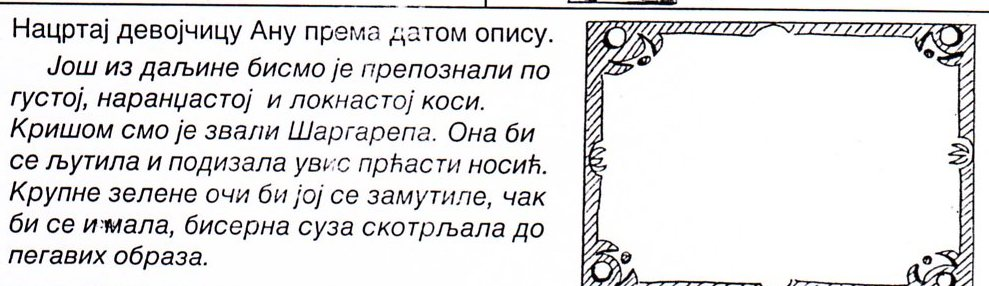 Нацртај девојчицу Ану према датом опису.
Још из даљине бисмо је препознали по
густој, наранџастој и локнастој коси.
Кришом смо је звали Шаргарепа. Она би
се љутила и подизала увис прћасти носић.
Крупне зелене очи би јој се замутиле, чак
би се и мала, бисерна суза скотрљала до
пегавих образа.